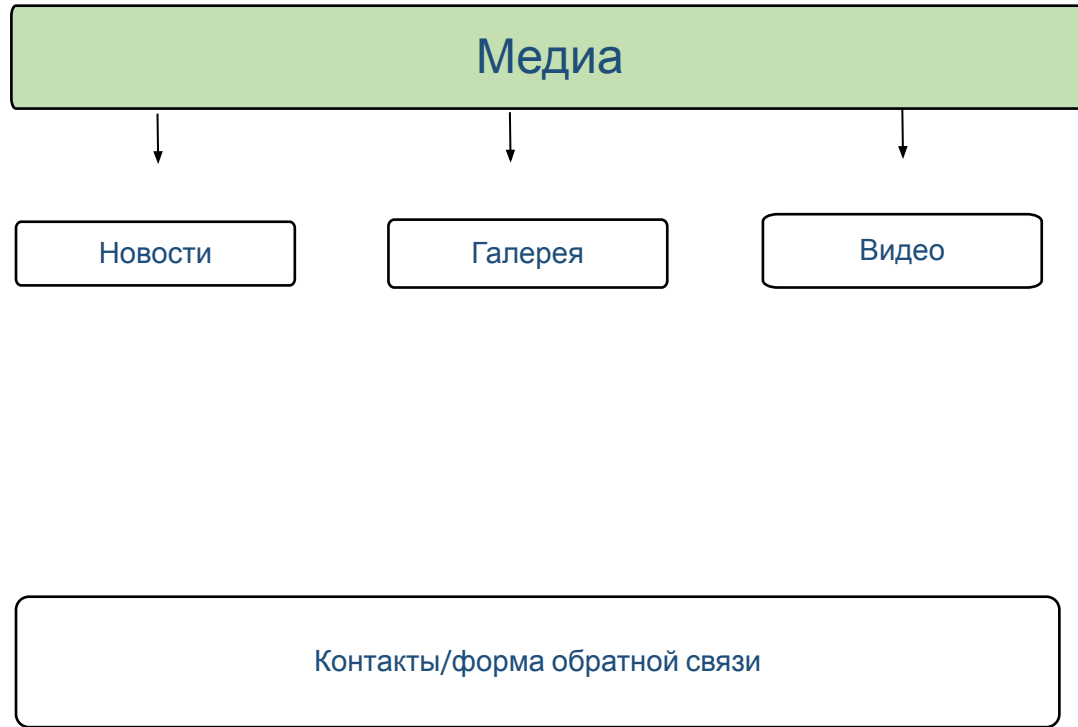 Медиа
Новости
Галерея
Видео
Контакты/форма обратной связи